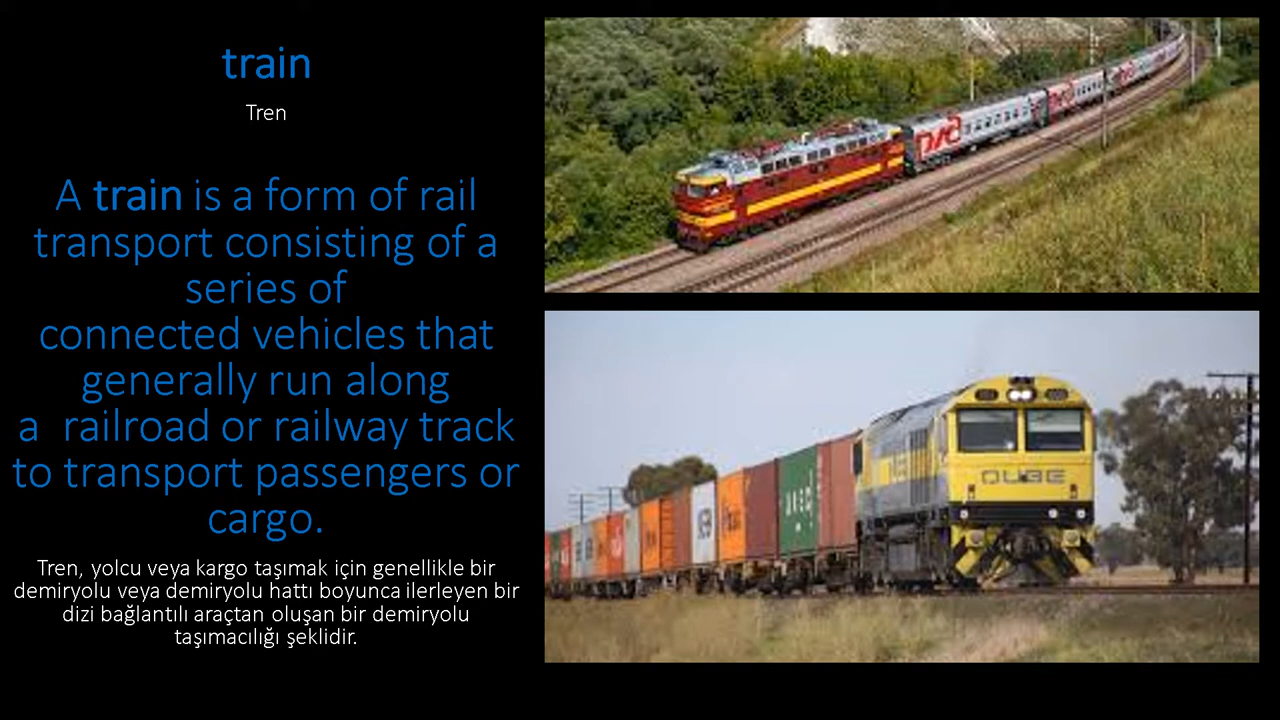 train
Tren
A train is a form of rail
transport consisting of a
series of
connected vehicles that
generally run along
a  railroad or railway track
to transport passengers or
cargo.
Tren, yolcu veya kargo taşımak için genellikle bir
demiryolu veya demiryolu hattı boyunca ilerleyen bir
dizi bağlantılı araçtan oluşan bir demiryolu
taşımacılığı şeklidir.
QUBE